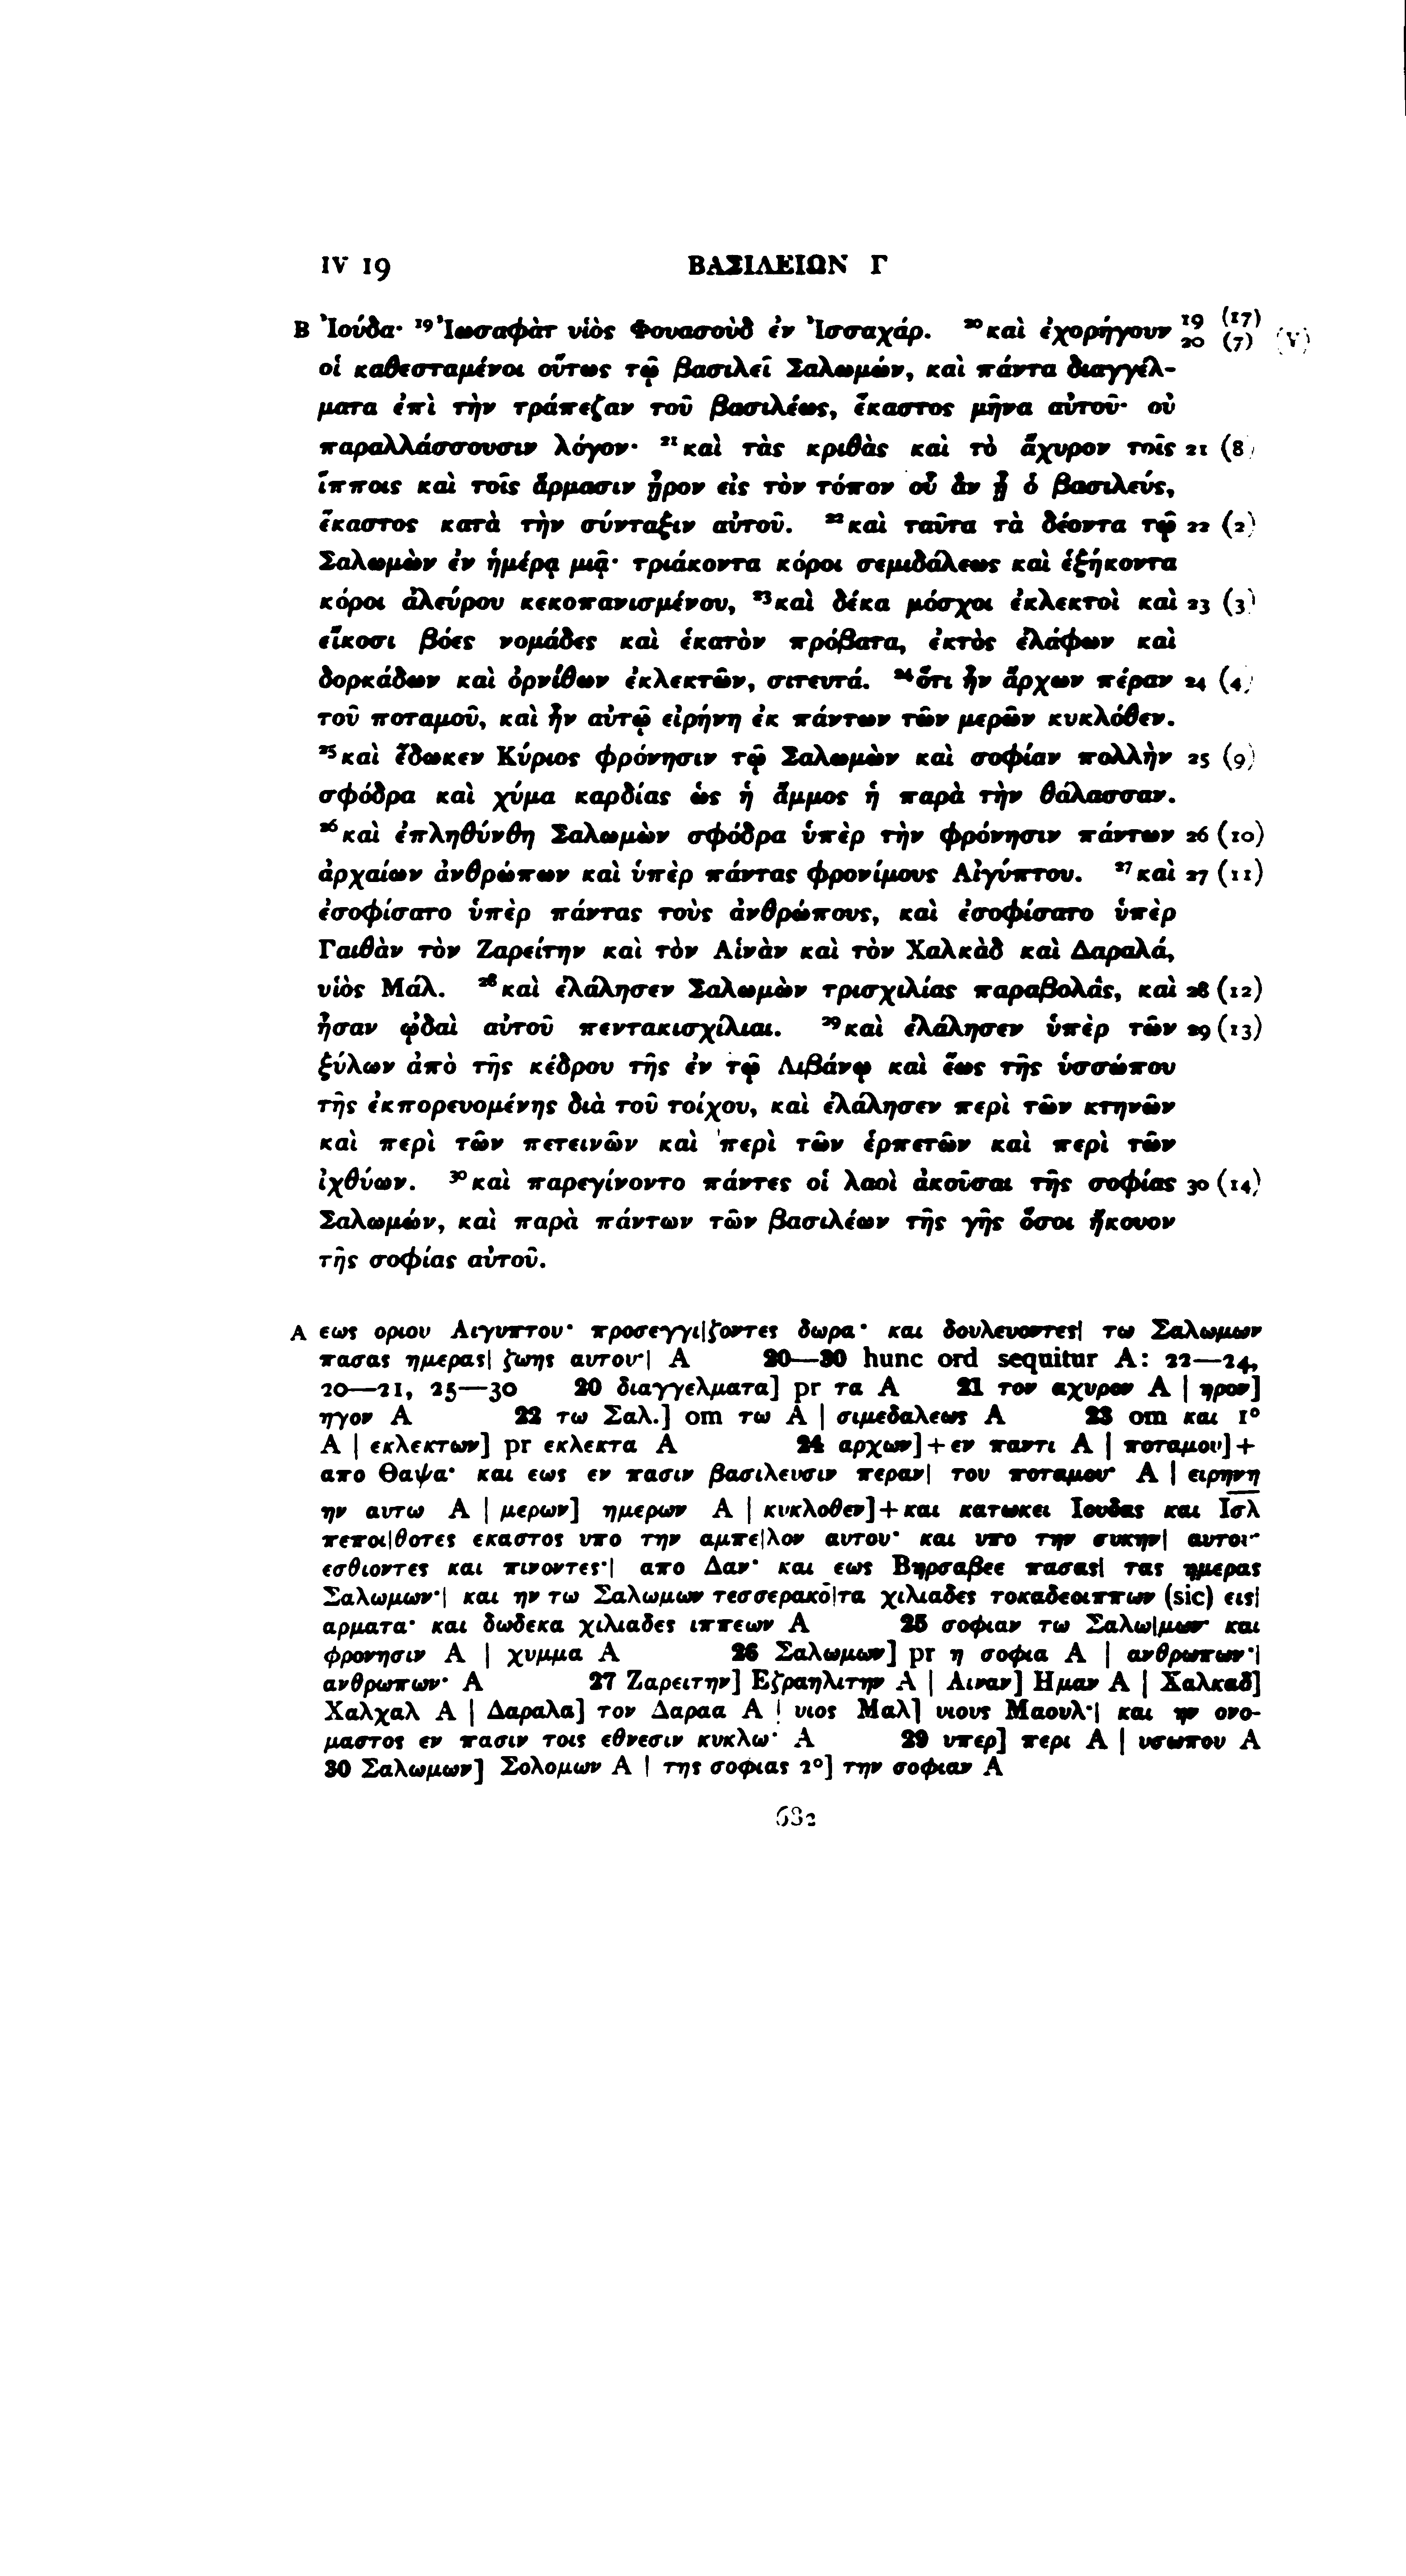 IV 19 ΒΑΣΙΛΕΙΩΝ Γ
B Ἰούδα· ¹⁹Ἰωσαφὰτ υἱὸς Φουασοὺδ ἐν Ἰσσαχάρ. ²⁰καὶ ἐχορήγουν 19 (17) 20 (7) (V)
οἱ καθεσταμένοι οὕτως τῷ βασιλεῖ Σαλωμών, καὶ πάντα διαγγέλ-
ματα ἐπὶ τὴν τράπεζαν τοῦ βασιλέως, ἕκαστος μῆνα αὐτοῦ· οὐ
παραλλάσσουσιν λόγον· ²¹καὶ τὰς κριθὰς καὶ τὸ ἄχυρον τοῖς 21 (8)
ἵπποις καὶ τοῖς ἅρμασιν ᾖρον εἰς τὸν τόπον οὗ ἂν ᾖ ὁ βασιλεύς,
ἕκαστος κατὰ τὴν σύνταξιν αὐτοῦ. ²²καὶ ταῦτα τὰ δέοντα τῷ 22 (2)
Σαλωμὼν ἐν ἡμέρᾳ μιᾷ· τριάκοντα κόροι σεμιδάλεως καὶ ἑξήκοντα
κόροι ἀλεύρου κεκοπανισμένου, ²³καὶ δέκα μόσχοι ἐκλεκτοὶ καὶ 23 (3)
εἴκοσι βόες νομάδες καὶ ἑκατὸν πρόβατα, ἐκτὸς ἐλάφων καὶ
δορκάδων καὶ ὀρνίθων ἐκλεκτῶν, σιτευτά. ²⁴ὅτι ἦν ἄρχων πέραν 24 (4)
τοῦ ποταμοῦ, καὶ ἦν αὐτῷ εἰρήνη ἐκ πάντων τῶν μερῶν κυκλόθεν.
²⁵καὶ ἔδωκεν Κύριος φρόνησιν τῷ Σαλωμὼν καὶ σοφίαν πολλὴν 25 (9)
σφόδρα καὶ χύμα καρδίας ὡς ἡ ἄμμος ἡ παρὰ τὴν θάλασσαν.
²⁶καὶ ἐπληθύνθη Σαλωμὼν σφόδρα ὑπὲρ τὴν φρόνησιν πάντων 26 (10)
ἀρχαίων ἀνθρώπων καὶ ὑπὲρ πάντας φρονίμους Αἰγύπτου. ²⁷καὶ 27 (11)
ἐσοφίσατο ὑπὲρ πάντας τοὺς ἀνθρώπους, καὶ ἐσοφίσατο ὑπὲρ
Γαιθὰν τὸν Ζαρείτην καὶ τὸν Αἱνὰν καὶ τὸν Χαλκὰδ καὶ Δαραλά,
υἱὸς Μάλ. ²⁸καὶ ἐλάλησεν Σαλωμὼν τρισχιλίας παραβολάς, καὶ 28 (12)
ἦσαν ᾠδαὶ αὐτοῦ πεντακισχίλιαι. ²⁹καὶ ἐλάλησεν ὑπὲρ τῶν 29 (13)
ξύλων ἀπὸ τῆς κέδρου τῆς ἐν τῷ Λιβάνῳ καὶ ἕως τῆς ὑσσώπου
τῆς ἐκπορευομένης διὰ τοῦ τοίχου, καὶ ἐλάλησεν περὶ τῶν κτηνῶν
καὶ περὶ τῶν πετεινῶν καὶ περὶ τῶν ἑρπετῶν καὶ περὶ τῶν
ἰχθύων. ³⁰καὶ παρεγίνοντο πάντες οἱ λαοὶ ἀκοῦσαι τῆς σοφίας 30 (14)
Σαλωμών, καὶ παρὰ πάντων τῶν βασιλέων τῆς γῆς ὅσοι ἤκουον
τῆς σοφίας αὐτοῦ.
A εως οριου Αιγυπτου· προσεγγι|ζοντες δωρα· και δουλευοντες| τω Σαλωμων
πασας ημερας| ζωης αυτου·| A 20—30 hunc ord sequitur A: 22—24,
20—21, 25—30 20 διαγγελματα] pr τα A 21 τον αχυρον A | ηρον]
ηγον A 22 τω Σαλ.] om τω A | σιμεδαλεως A 23 om και 1°
A | εκλεκτων] pr εκλεκτα A 24 αρχων]+εν παντι A | ποταμου]+
απο Θαψα· και εως εν πασιν βασιλευσιν περαν| του ποταμου· A | ειρηνη
ην αυτω A | μερων] ημερων A | κυκλοθεν]+και κατωκει Ιουδας και Ισλ
πεποι|θοτες εκαστος υπο την αμπε|λον αυτου· και υπο την συκην| αυτου·
εσθιοντες και πινοντες·| απο Δαν· και εως Βηρσαβεε πασας| τας ημερας
Σαλωμων·| και ην τω Σαλωμων τεσσερακο̄|τα χιλιαδες τοκαδεοιππων (sic) εις|
αρματα· και δωδεκα χιλιαδες ιππεων A 25 σοφιαν τω Σαλω|μων· και
φρονησιν A | χυμμα A 26 Σαλωμων] pr η σοφια A | ανθρωπων·|
ανθρωπων· A 27 Ζαρειτην] Εζραηλιτην A | Αιναν] Ημαν A | Χαλκαδ]
Χαλχαλ A | Δαραλα] τον Δαραα A | υιος Μαλ] υιους Μαουλ·| και ην ονο-
μαστος εν πασιν τοις εθνεσιν κυκλω· A 29 υπερ] περι A | υσωπου A
30 Σαλωμων] Σολομων A | της σοφιας 2°] την σοφιαν A
682